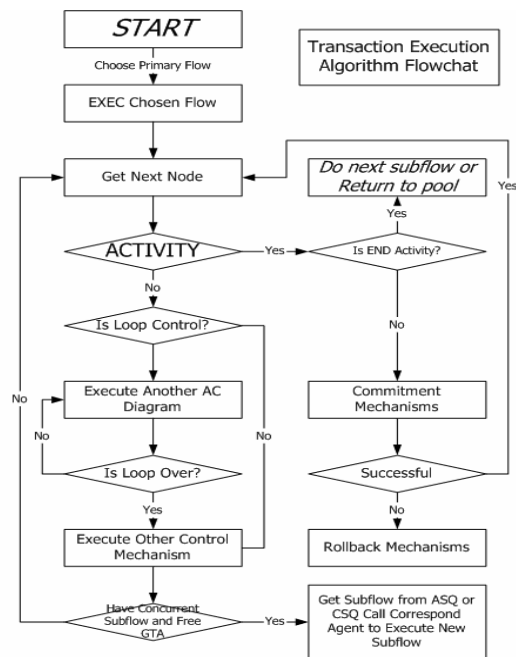 START
Transaction Execution
Algorithm Flowchat
Choose Primary Flow
EXEC Chosen Flow
Get Next Node
Do next subflow or
Return to pool
Yes
Yes
ACTIVITY
Yes
Is END Activity?
No
Is Loop Control?
No
Execute Another AC
Diagram
Commitment
Mechanisms
No
No
No
Is Loop Over?
Successful
Yes
No
Execute Other Control
Mechanism
Rollback Mechanisms
Have Concurrent
Subflow and Free
GTA
Yes
Get Subflow from ASQ or
CSQ Call Correspond
Agent to Execute New
Subflow